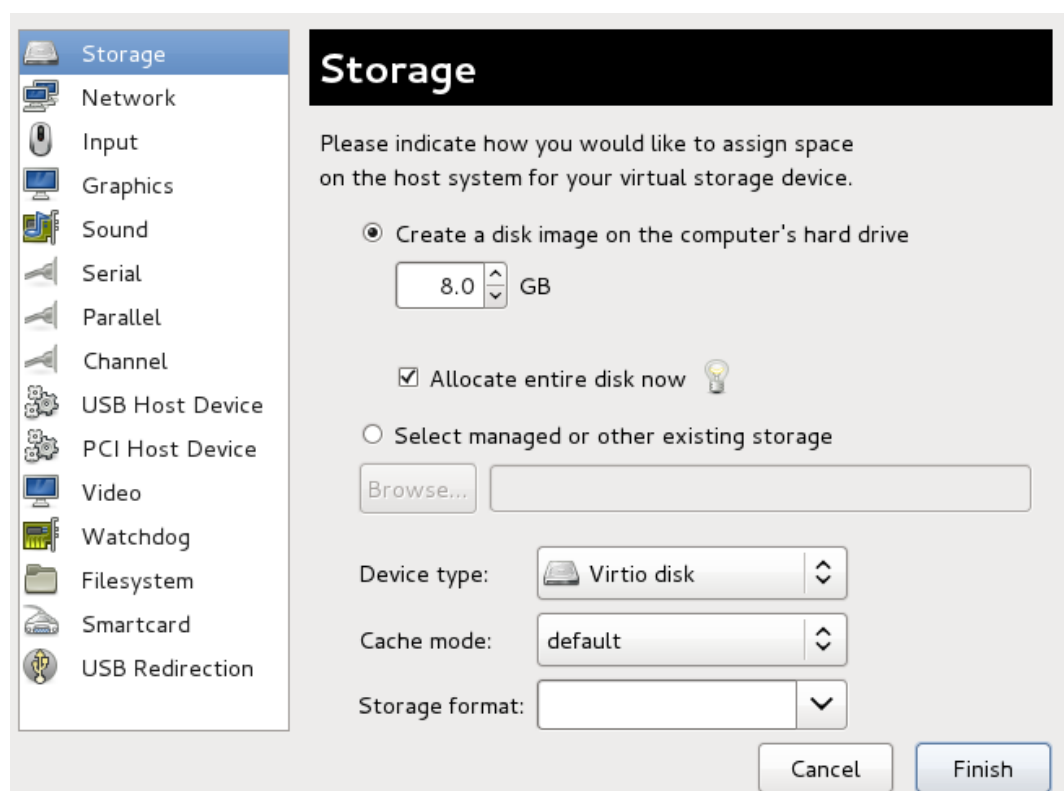 Storage
Network
Input
Graphics
Sound
Serial
Parallel
Channel
USB Host Device
PCI Host Device
Video
Watchdog
Filesystem
Smartcard
USB Redirection
Storage
Please indicate how you would like to assign space
on the host system for your virtual storage device.
Create a disk image on the computer's hard drive
8.0 GB
Allocate entire disk now
Select managed or other existing storage
Browse...
Device type: Virtio disk
Cache mode: default
Storage format:
Cancel Finish